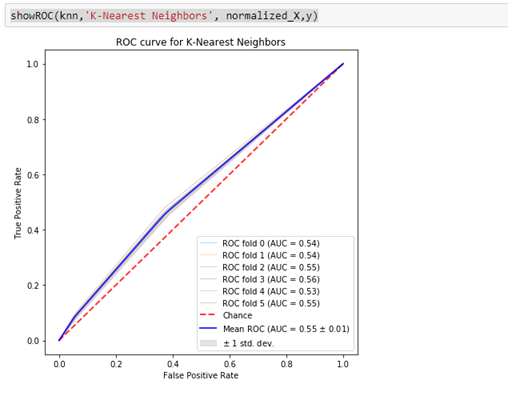 showROC(knn,'K-Nearest Neighbors', normalized_X,y)
ROC curve for K-Nearest Neighbors
1.0
0.8
0.6
0.4
0.2
0.0
True Positive Rate
ROC fold 0 (AUC = 0.54)
ROC fold 1 (AUC = 0.54)
ROC fold 2 (AUC = 0.55)
ROC fold 3 (AUC = 0.56)
ROC fold 4 (AUC = 0.53)
ROC fold 5 (AUC = 0.55)
Chance
Mean ROC (AUC = 0.55 ± 0.01)
± 1 std. dev.
0.0 0.2 0.4 0.6 0.8 1.0
False Positive Rate